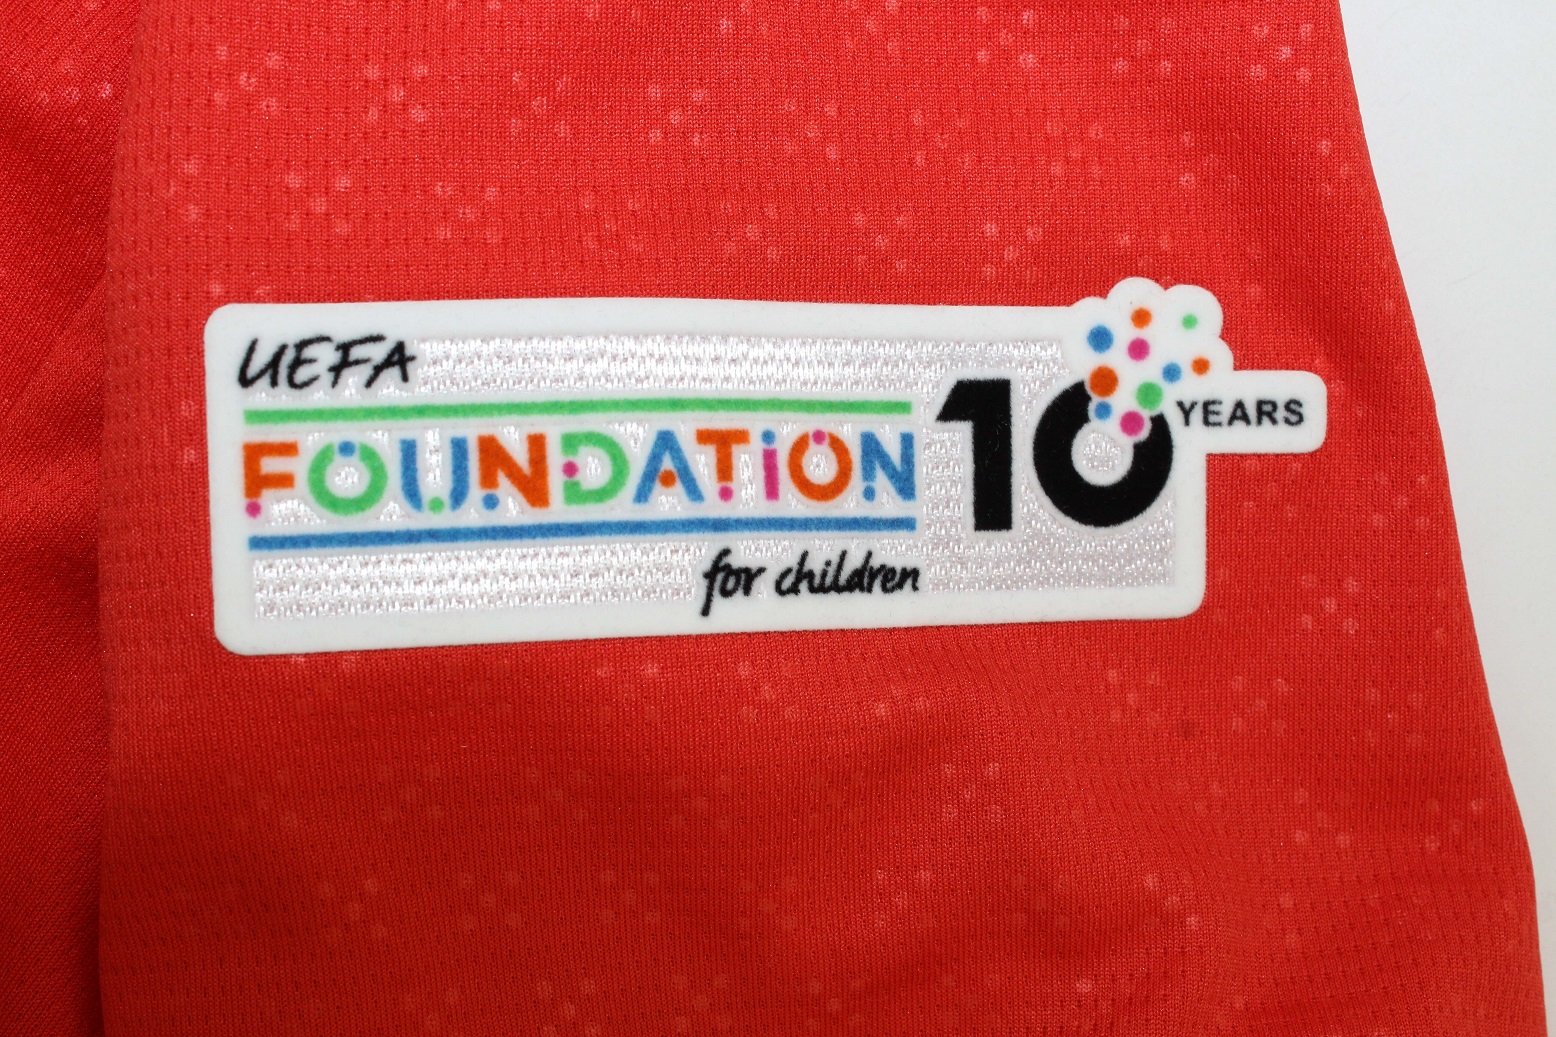 UEFA
FOUNDATION
for children
10 YEARS